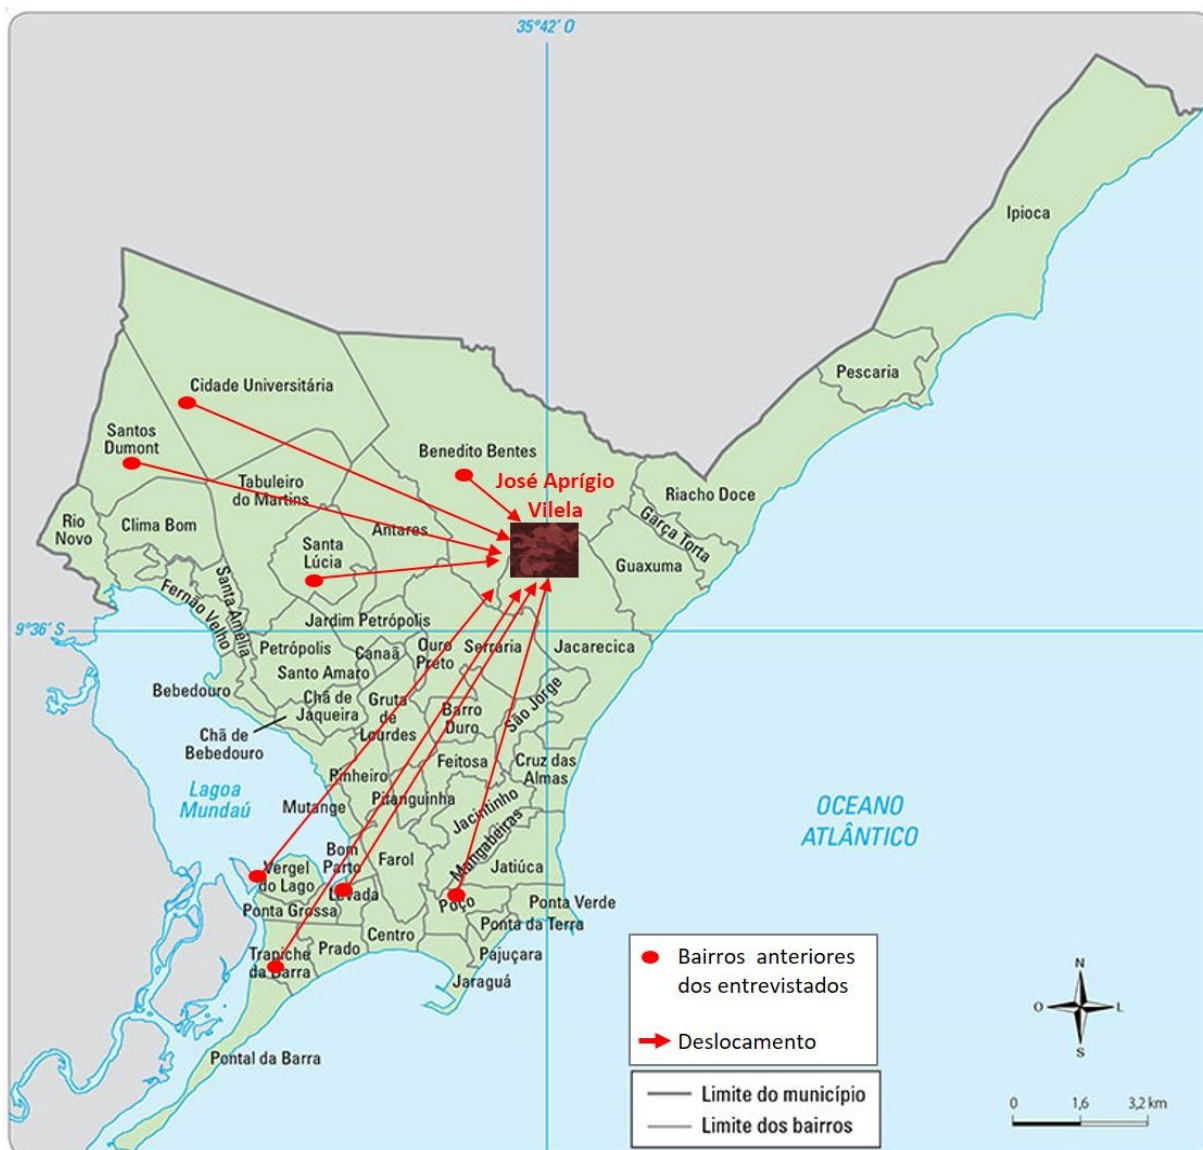 35°42' O
Ipioca
Pescaria
Cidade Universitária
Santos
Dumont
Benedito Bentes
José Aprígio
Vilela
Tabuleiro
do Martins
Riacho Doce
Garça Torta
Rio
Novo
Clima Bom
Antares
Santa
Lúcia
Guaxuma
Fernão Velho
Santa Amélia
Jardim Petrópolis
9°36' S
Petrópolis
Canaã
Ouro
Preto
Serraria
Jacarecica
Santo Amaro
Bebedouro
Chã de
Jaqueira
Gruta
de
Lourdes
Barro
Duro
São Jorge
Chã de
Bebedouro
Feitosa
Cruz das
Almas
Pinheiro
Lagoa
Mundaú
Mutange
Pitanguinha
Jacintinho
Mangabeiras
OCEANO
ATLÂNTICO
Bom
Parto
Farol
Jatiúca
Vergel
do Lago
Levada
Poço
Ponta Verde
Ponta Grossa
Ponta da Terra
Centro
Prado
Trapiche
da Barra
Pajuçara
Jaraguá
Pontal da Barra
Bairros anteriores
dos entrevistados
Deslocamento
Limite do município
Limite dos bairros
N
O
L
S
0 1,6 3,2 km